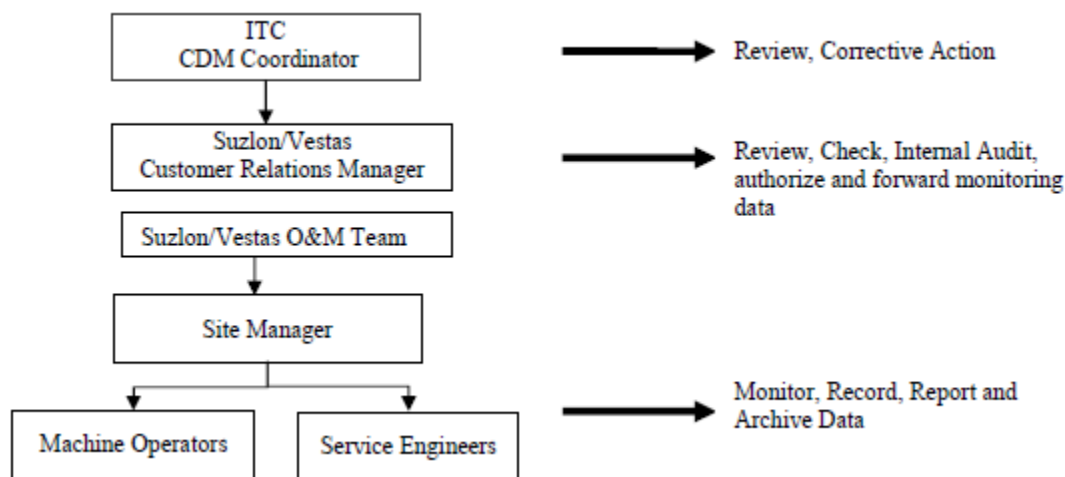 ITC
CDM Coordinator
Review, Corrective Action
Suzlon/Vestas
Customer Relations Manager
Review, Check, Internal Audit,
authorize and forward monitoring
data
Suzlon/Vestas O&M Team
Site Manager
Machine Operators
Service Engineers
Monitor, Record, Report and
Archive Data